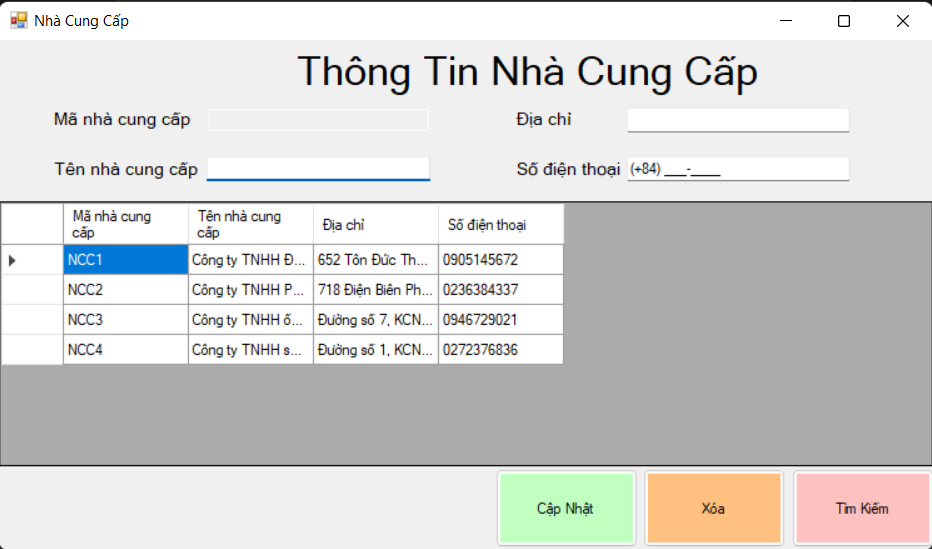 Nhà Cung Cấp
Thông Tin Nhà Cung Cấp
Mã nhà cung cấp
Địa chỉ
Tên nhà cung cấp
Số điện thoại (+84) ___-____
Mã nhà cung cấp Tên nhà cung cấp Địa chỉ Số điện thoại
NCC1 Công ty TNHH Đ... 652 Tôn Đức Th... 0905145672
NCC2 Công ty TNHH P... 718 Điện Biên Ph... 0236384337
NCC3 Công ty TNHH ố... Đường số 7, KCN... 0946729021
NCC4 Công ty TNHH s... Đường số 1, KCN... 0272376836
Cập Nhật Xóa Tìm Kiếm